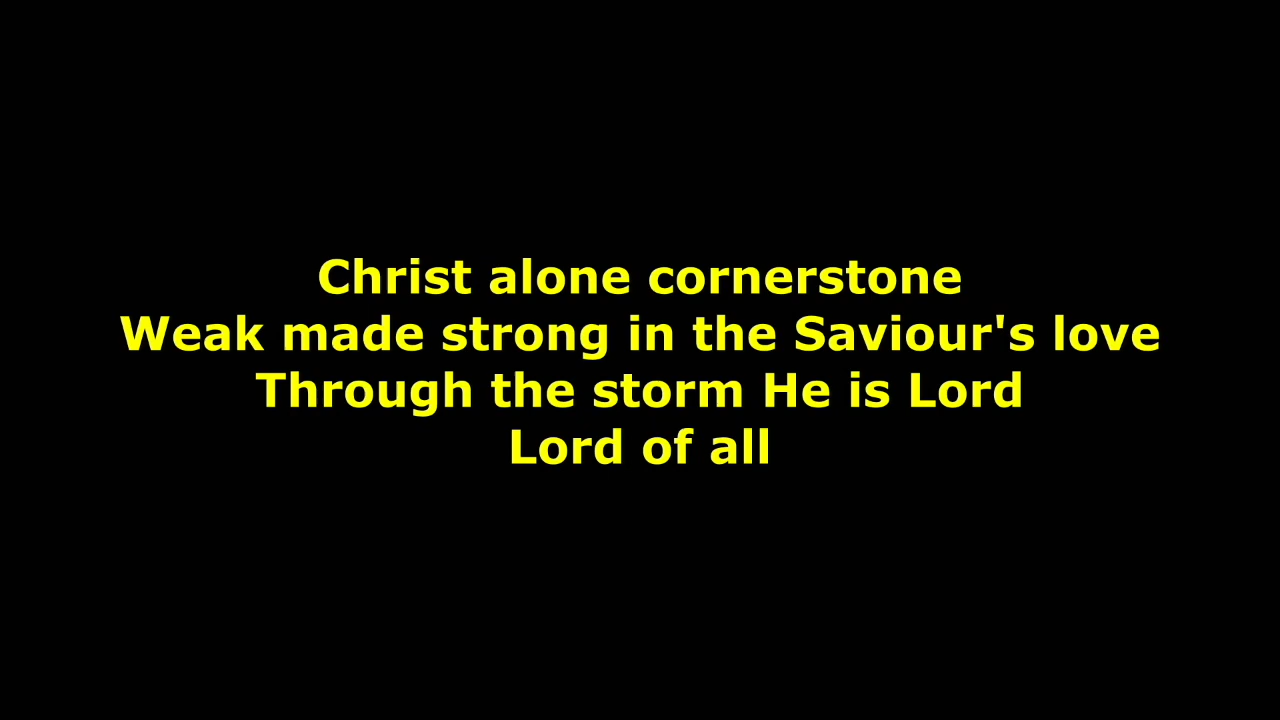 Christ alone cornerstone
Weak made strong in the Saviour's love
Through the storm He is Lord
Lord of all